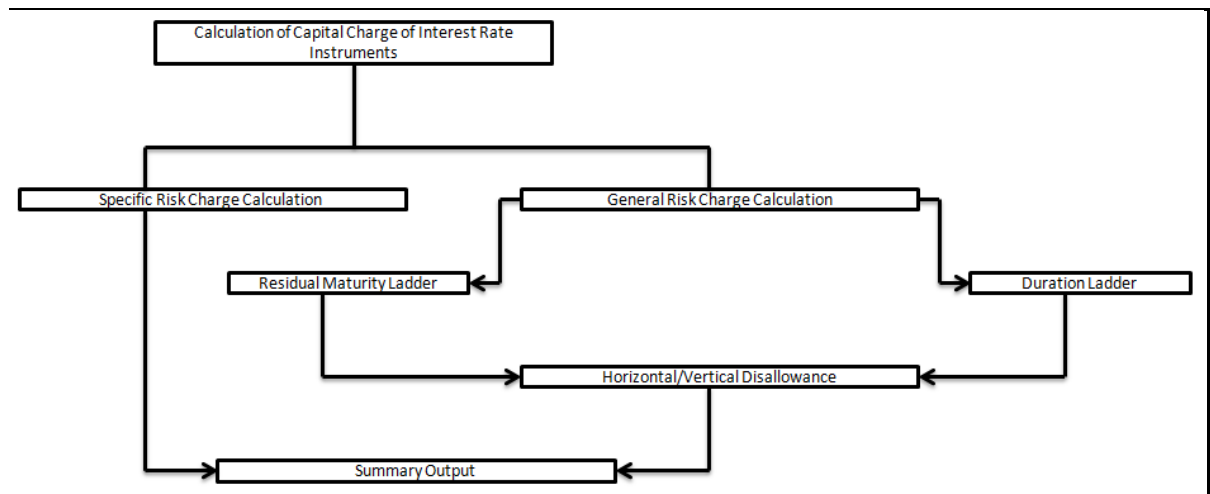 Calculation of Capital Charge of Interest Rate
Instruments
Specific Risk Charge Calculation
General Risk Charge Calculation
Residual Maturity Ladder
Duration Ladder
Horizontal/Vertical Disallowance
Summary Output